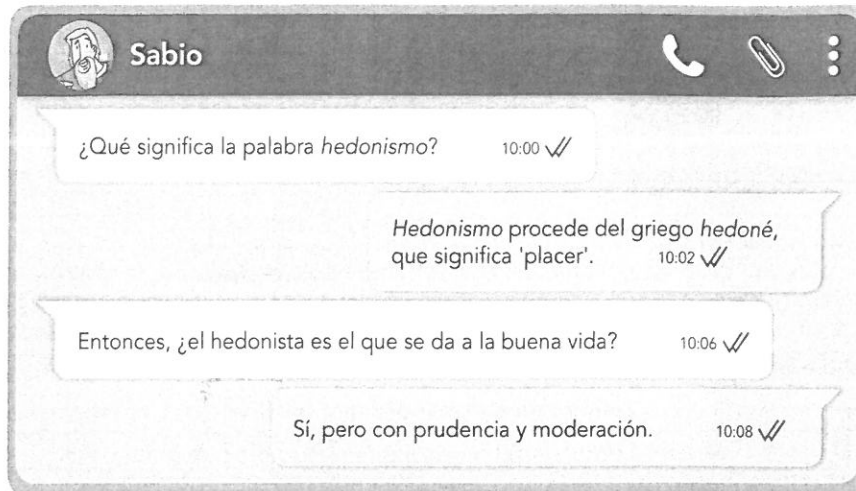 Sabio
¿Qué significa la palabra hedonismo? 10:00
Hedonismo procede del griego hedoné,
que significa 'placer'. 10:02
Entonces, ¿el hedonista es el que se da a la buena vida? 10:06
Sí, pero con prudencia y moderación. 10:08